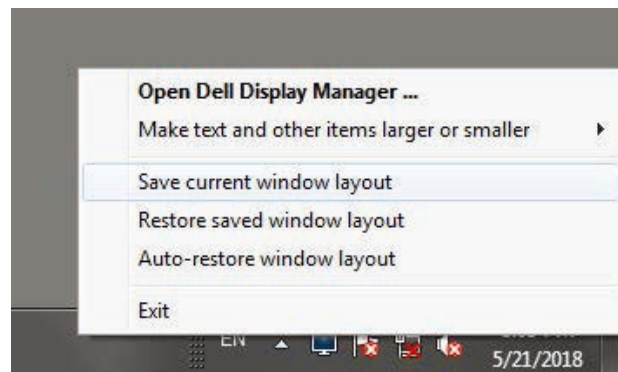 Open Dell Display Manager ...
Make text and other items larger or smaller
Save current window layout
Restore saved window layout
Auto-restore window layout
Exit
EN
5/21/2018